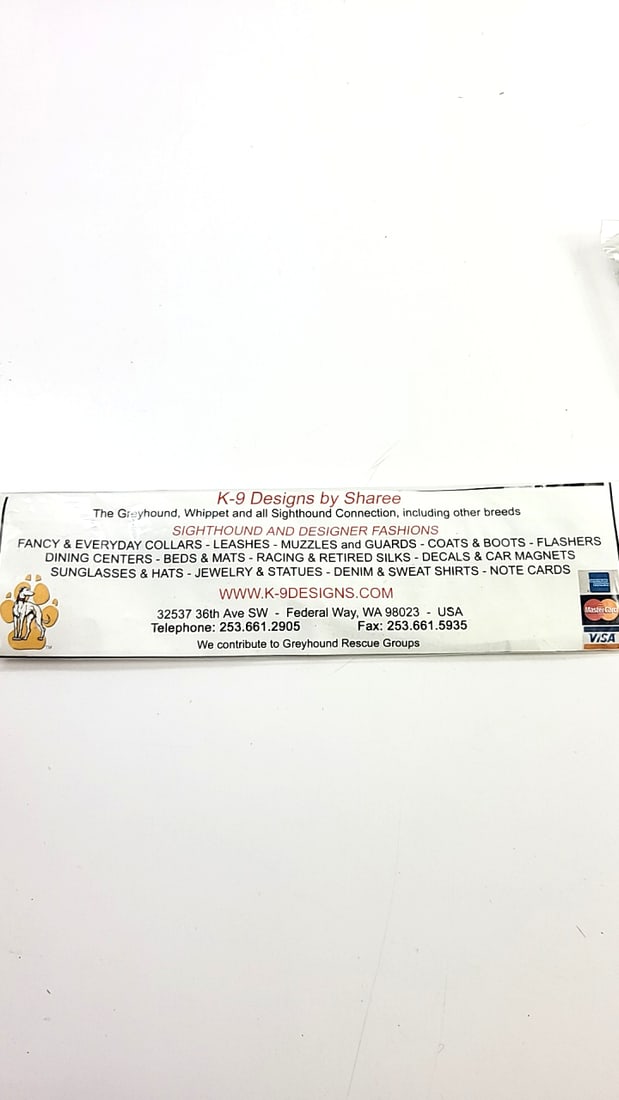 K-9 Designs by Sharee
The Greyhound, Whippet and all Sighthound Connection, including other breeds
SIGHTHOUND AND DESIGNER FASHIONS
FANCY & EVERYDAY COLLARS - LEASHES - MUZZLES and GUARDS - COATS & BOOTS - FLASHERS
DINING CENTERS - BEDS & MATS - RACING & RETIRED SILKS - DECALS & CAR MAGNETS
SUNGLASSES & HATS - JEWELRY & STATUES - DENIM & SWEAT SHIRTS - NOTE CARDS
WWW.K-9DESIGNS.COM
32537 36th Ave SW - Federal Way, WA 98023 - USA
Telephone: 253.661.2905 Fax: 253.661.5935
We contribute to Greyhound Rescue Groups
TM
MasterCard
VISA